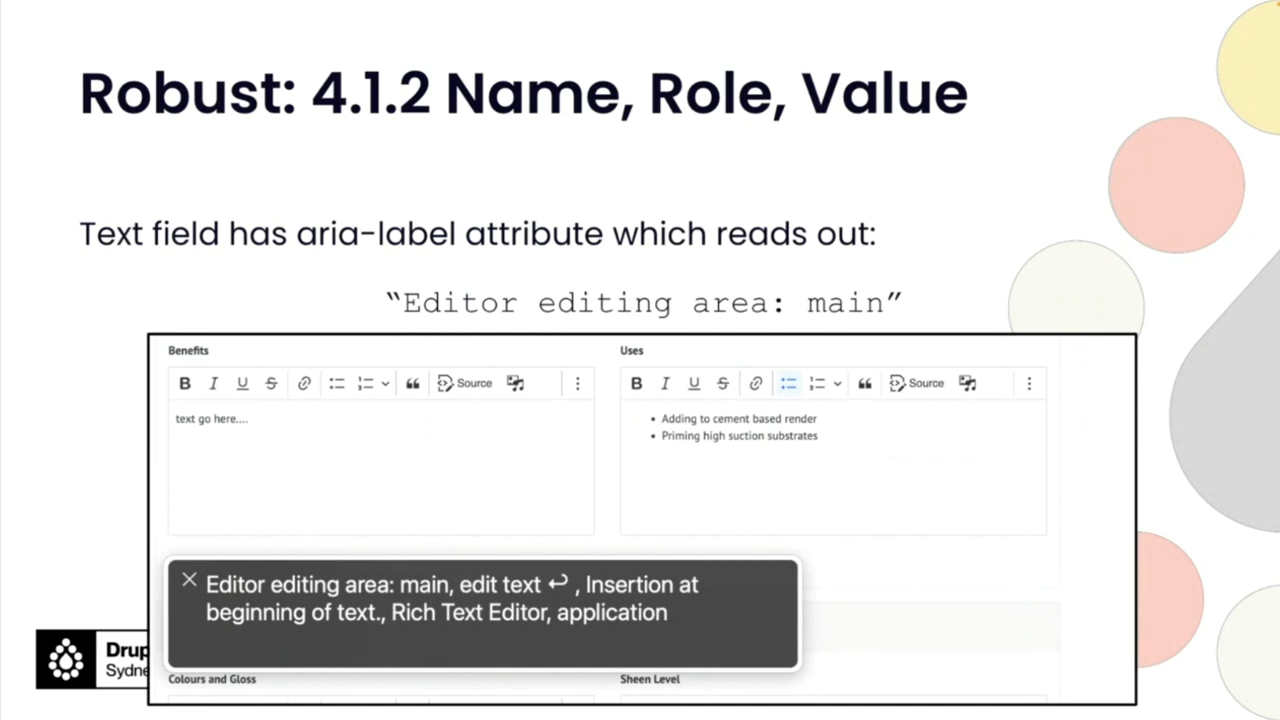 Robust: 4.1.2 Name, Role, Value
Text field has aria-label attribute which reads out:
“Editor editing area: main”
Benefits
Uses
B I U S Source
B I U S Source
text go here....
• Adding to cement based render
• Priming high suction substrates
Editor editing area: main, edit text ↩ , Insertion at
beginning of text., Rich Text Editor, application
Drup
Sydne
Colours and Gloss
Sheen Level